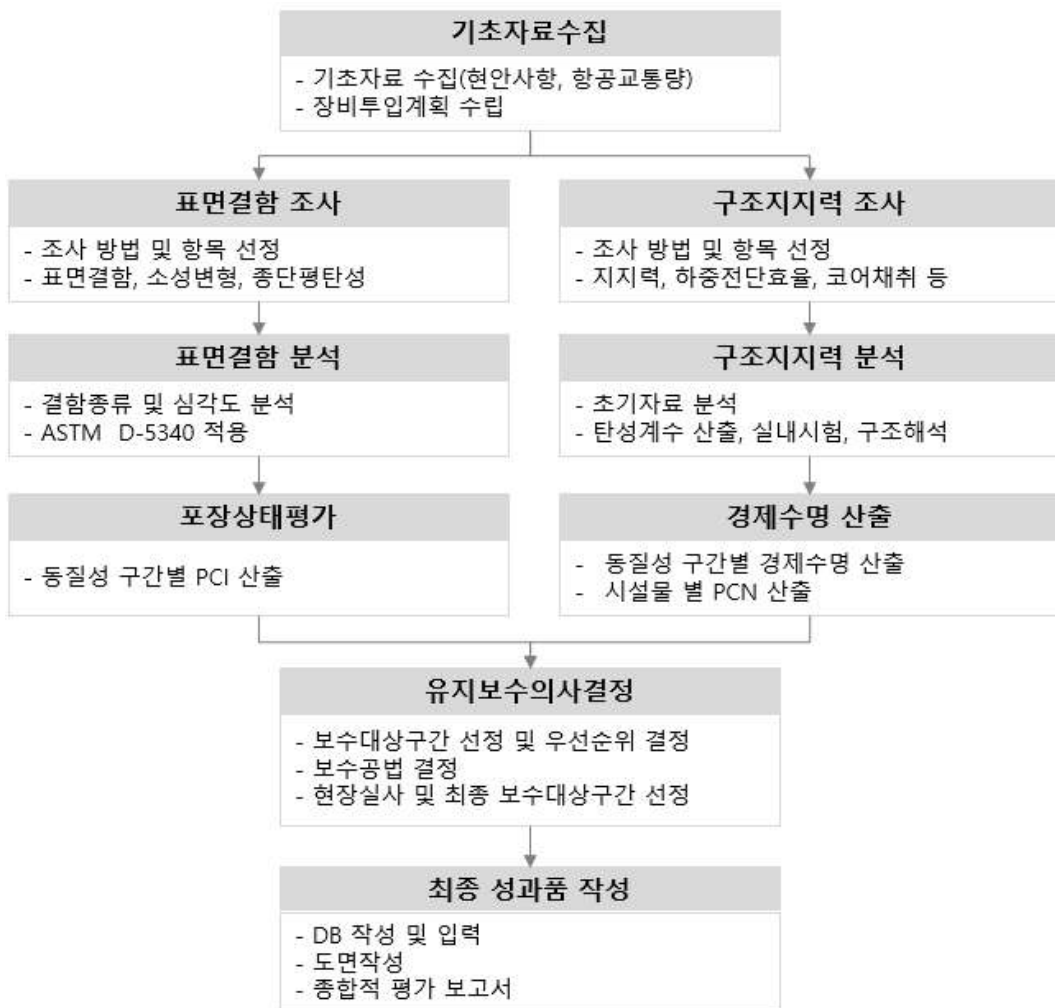 기초자료수집
- 기초자료 수집(현안사항, 항공교통량)
- 장비투입계획 수립
표면결함 조사
- 조사 방법 및 항목 선정
- 표면결함, 소성변형, 종단평탄성
구조지지력 조사
- 조사 방법 및 항목 선정
- 지지력, 하중전단효율, 코어채취 등
표면결함 분석
- 결함종류 및 심각도 분석
- ASTM D-5340 적용
구조지지력 분석
- 초기자료 분석
- 탄성계수 산출, 실내시험, 구조해석
포장상태평가
- 동질성 구간별 PCI 산출
경제수명 산출
- 동질성 구간별 경제수명 산출
- 시설물 별 PCN 산출
유지보수의사결정
- 보수대상구간 선정 및 우선순위 결정
- 보수공법 결정
- 현장실사 및 최종 보수대상구간 선정
최종 성과품 작성
- DB 작성 및 입력
- 도면작성
- 종합적 평가 보고서